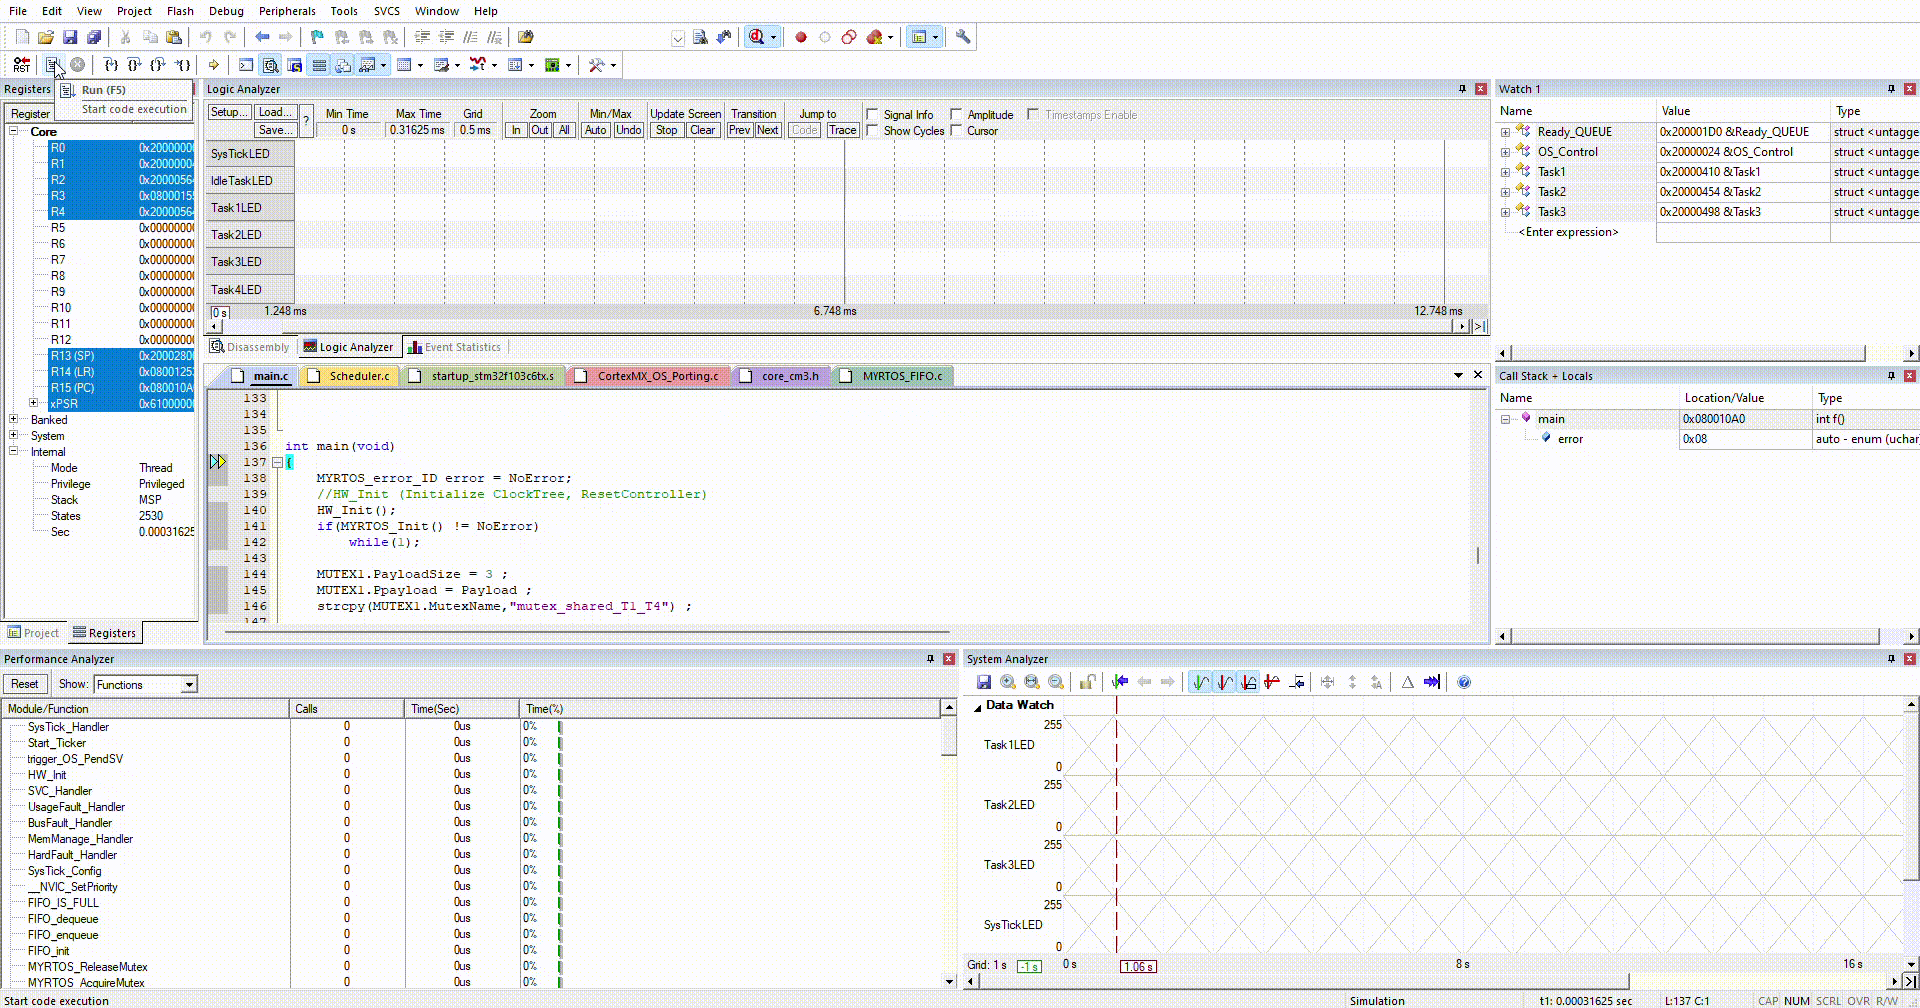 File Edit View Project Flash Debug Peripherals Tools SVCS Window Help
Registers
Run (F5)
Start code execution
Register
Core
R0 0x2000000
R1 0x2000000
R2 0x2000056
R3 0x0800015
R4 0x2000056
R5 0x0000000
R6 0x0000000
R7 0x0000000
R8 0x0000000
R9 0x0000000
R10 0x0000000
R11 0x0000000
R12 0x0000000
R13 (SP) 0x2000280
R14 (LR) 0x0800125
R15 (PC) 0x080010A
xPSR 0x6100000
Banked
System
Internal
Mode Thread
Privilege Privileged
Stack MSP
States 2530
Sec 0.00031625
Project Registers
Logic Analyzer
Setup... Load... Save... ?
Min Time 0 s
Max Time 0.31625 ms
Grid 0.5 ms
Zoom In Out All
Min/Max Auto Undo
Update Screen Stop Clear
Transition Prev Next
Jump to Code Trace
Signal Info Amplitude Timestamps Enable
Show Cycles Cursor
SysTickLED
IdleTaskLED
Task1LED
Task2LED
Task3LED
Task4LED
0 s 1.248 ms 6.748 ms 12.748 ms
Disassembly Logic Analyzer Event Statistics
main.c Scheduler.c startup_stm32f103c6tx.s CortexMX_OS_Porting.c core_cm3.h MYRTOS_FIFO.c
133
134
135
136 int main(void)
137 {
138 MYRTOS_error_ID error = NoError;
139 //HW_Init (Initialize ClockTree, ResetController)
140 HW_Init();
141 if(MYRTOS_Init() != NoError)
142 while(1);
143
144 MUTEX1.PayloadSize = 3 ;
145 MUTEX1.Ppayload = Payload ;
146 strcpy(MUTEX1.MutexName,"mutex_shared_T1_T4") ;
147
Watch 1
Name Value Type
Ready_QUEUE 0x200001D0 &Ready_QUEUE struct <untagge
OS_Control 0x20000024 &OS_Control struct <untagge
Task1 0x20000410 &Task1 struct <untagge
Task2 0x20000454 &Task2 struct <untagge
Task3 0x20000498 &Task3 struct <untagge
<Enter expression>
Call Stack + Locals
Name Location/Value Type
main 0x080010A0 int f()
error 0x08 auto - enum (uchar
Performance Analyzer
Reset Show: Functions
Module/Function Calls Time(Sec) Time(%)
SysTick_Handler 0 0us 0%
Start_Ticker 0 0us 0%
trigger_OS_PendSV 0 0us 0%
HW_Init 0 0us 0%
SVC_Handler 0 0us 0%
UsageFault_Handler 0 0us 0%
BusFault_Handler 0 0us 0%
MemManage_Handler 0 0us 0%
HardFault_Handler 0 0us 0%
SysTick_Config 0 0us 0%
__NVIC_SetPriority 0 0us 0%
FIFO_IS_FULL 0 0us 0%
FIFO_dequeue 0 0us 0%
FIFO_enqueue 0 0us 0%
FIFO_init 0 0us 0%
MYRTOS_ReleaseMutex 0 0us 0%
MYRTOS_AcquireMutex 0 0us 0%
System Analyzer
Data Watch
255
Task1LED
0
255
Task2LED
0
255
Task3LED
0
255
SysTickLED
0
Grid: 1 s -1 s 0 s 1.06 s 8 s 16 s
Start code execution Simulation t1: 0.00031625 sec L:137 C:1 CAP NUM SCRL OVR R/W